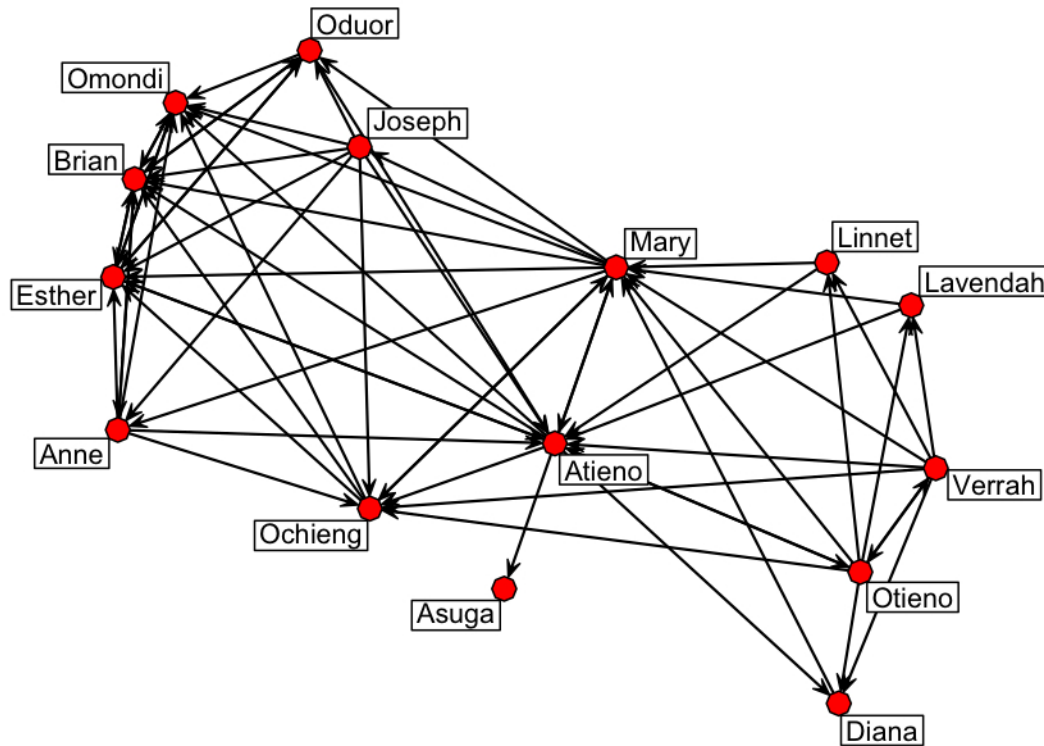 Oduor
Omondi
Joseph
Brian
Mary
Linnet
Esther
Lavendah
Anne
Atieno
Verrah
Ochieng
Asuga
Otieno
Diana